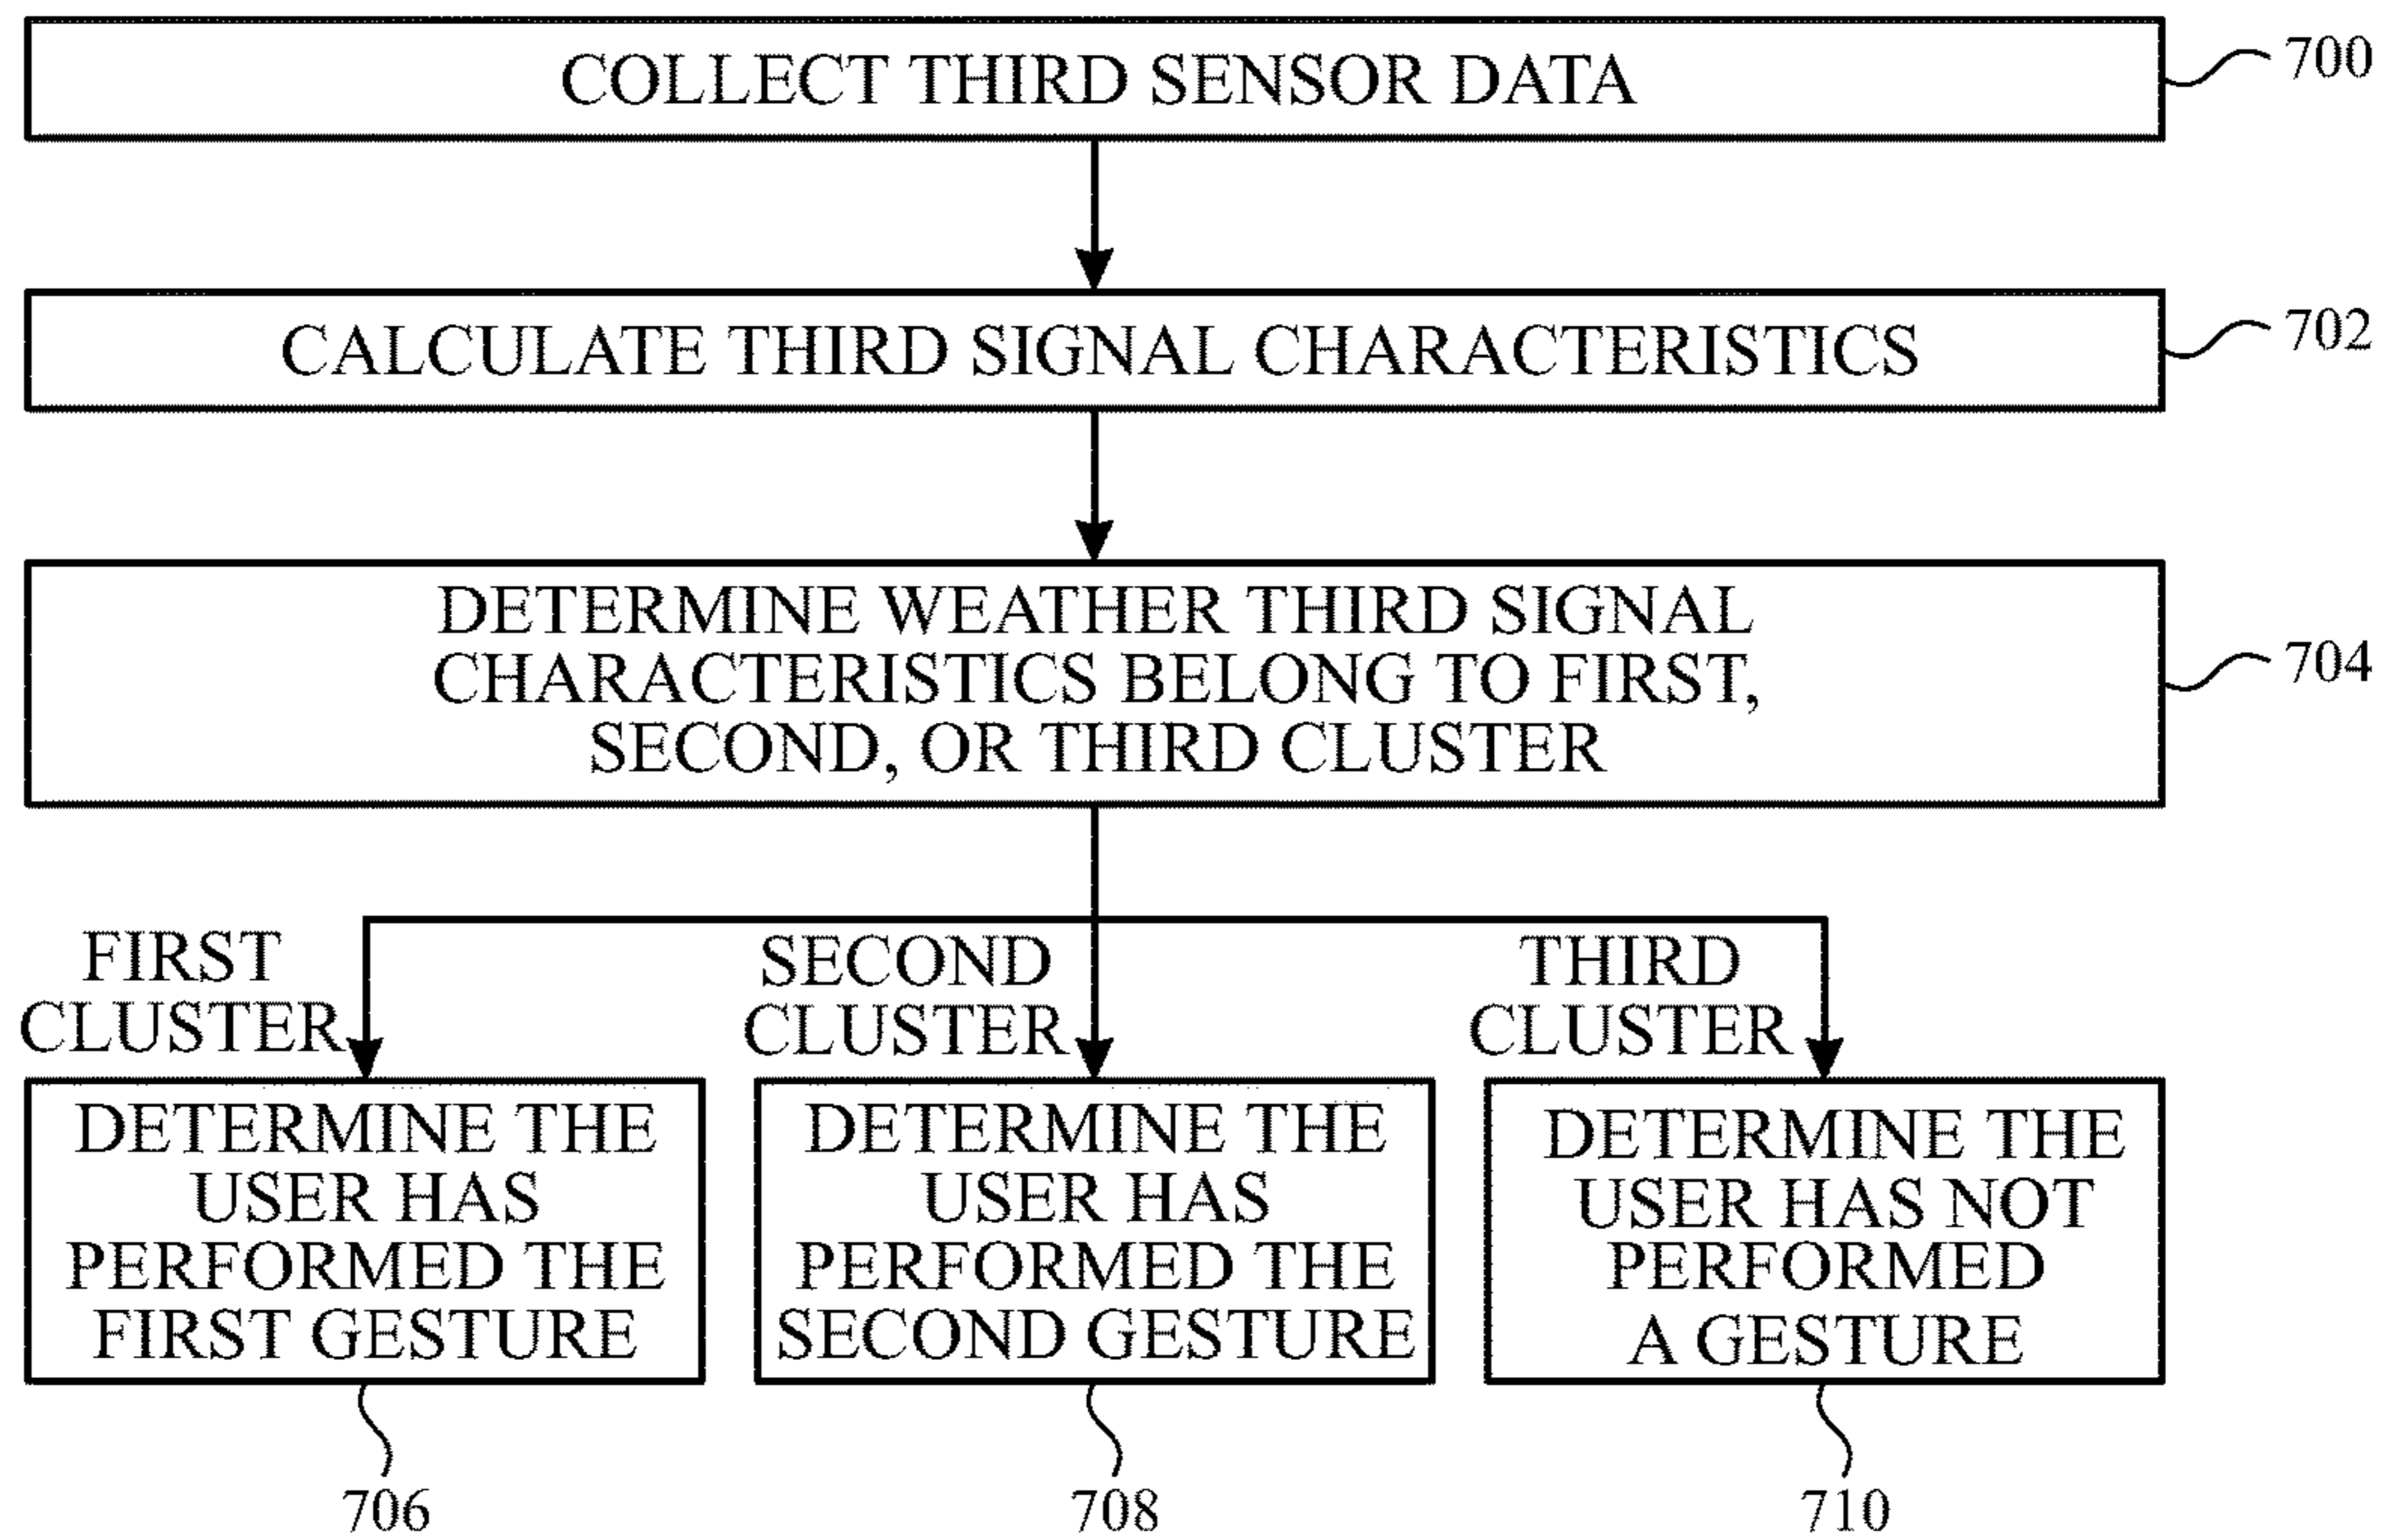 COLLECT THIRD SENSOR DATA
700
CALCULATE THIRD SIGNAL CHARACTERISTICS
702
DETERMINE WEATHER THIRD SIGNAL
CHARACTERISTICS BELONG TO FIRST,
SECOND, OR THIRD CLUSTER
704
FIRST
CLUSTER
SECOND
CLUSTER
THIRD
CLUSTER
DETERMINE THE
USER HAS
PERFORMED THE
FIRST GESTURE
DETERMINE THE
USER HAS
PERFORMED THE
SECOND GESTURE
DETERMINE THE
USER HAS NOT
PERFORMED
A GESTURE
706
708
710